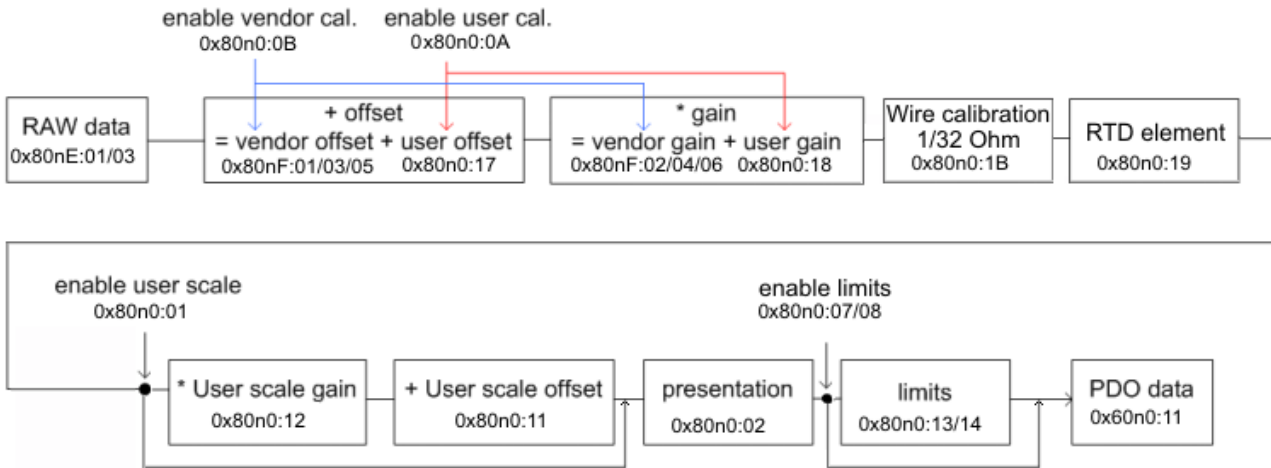 enable vendor cal. enable user cal.
0x80n0:0B 0x80n0:0A
RAW data
0x80nE:01/03
+ offset
= vendor offset + user offset
0x80nF:01/03/05 0x80n0:17
* gain
= vendor gain + user gain
0x80nF:02/04/06 0x80n0:18
Wire calibration
1/32 Ohm
0x80n0:1B
RTD element
0x80n0:19
enable user scale
0x80n0:01
enable limits
0x80n0:07/08
* User scale gain
0x80n0:12
+ User scale offset
0x80n0:11
presentation
0x80n0:02
limits
0x80n0:13/14
PDO data
0x60n0:11